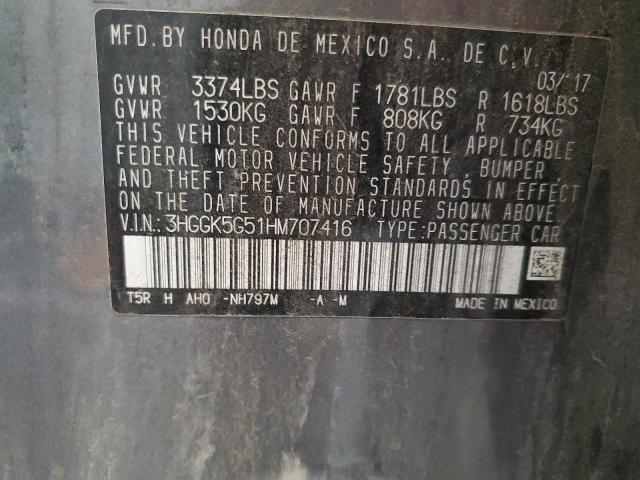 MFD. BY HONDA DE MEXICO S.A. DE C.V.
03/17
GVWR 3374LBS GAWR F 1781LBS R 1618LBS
GVWR 1530KG GAWR F 808KG R 734KG
THIS VEHICLE CONFORMS TO ALL APPLICABLE
FEDERAL MOTOR VEHICLE SAFETY, BUMPER
AND THEFT PREVENTION STANDARDS IN EFFECT
ON THE DATE OF MANUFACTURE SHOWN ABOVE.
V.I.N.: 3HGGK5G51HM707416 TYPE:PASSENGER CAR
T5R H AH0 -NH797M -A -M MADE IN MEXICO